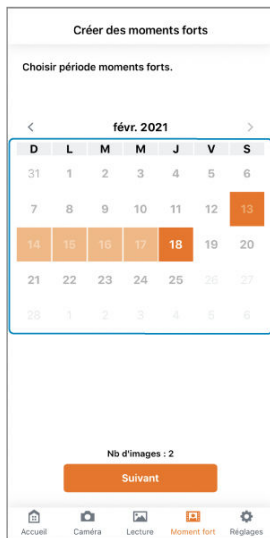 Créer des moments forts
Choisir période moments forts.
< févr. 2021 >
D L M M J V S
31 1 2 3 4 5 6
7 8 9 10 11 12 13
14 15 16 17 18 19 20
21 22 23 24 25 26 27
28 1 2 3 4 5 6
Nb d'images : 2
Suivant
Accueil Caméra Lecture Moment fort Réglages